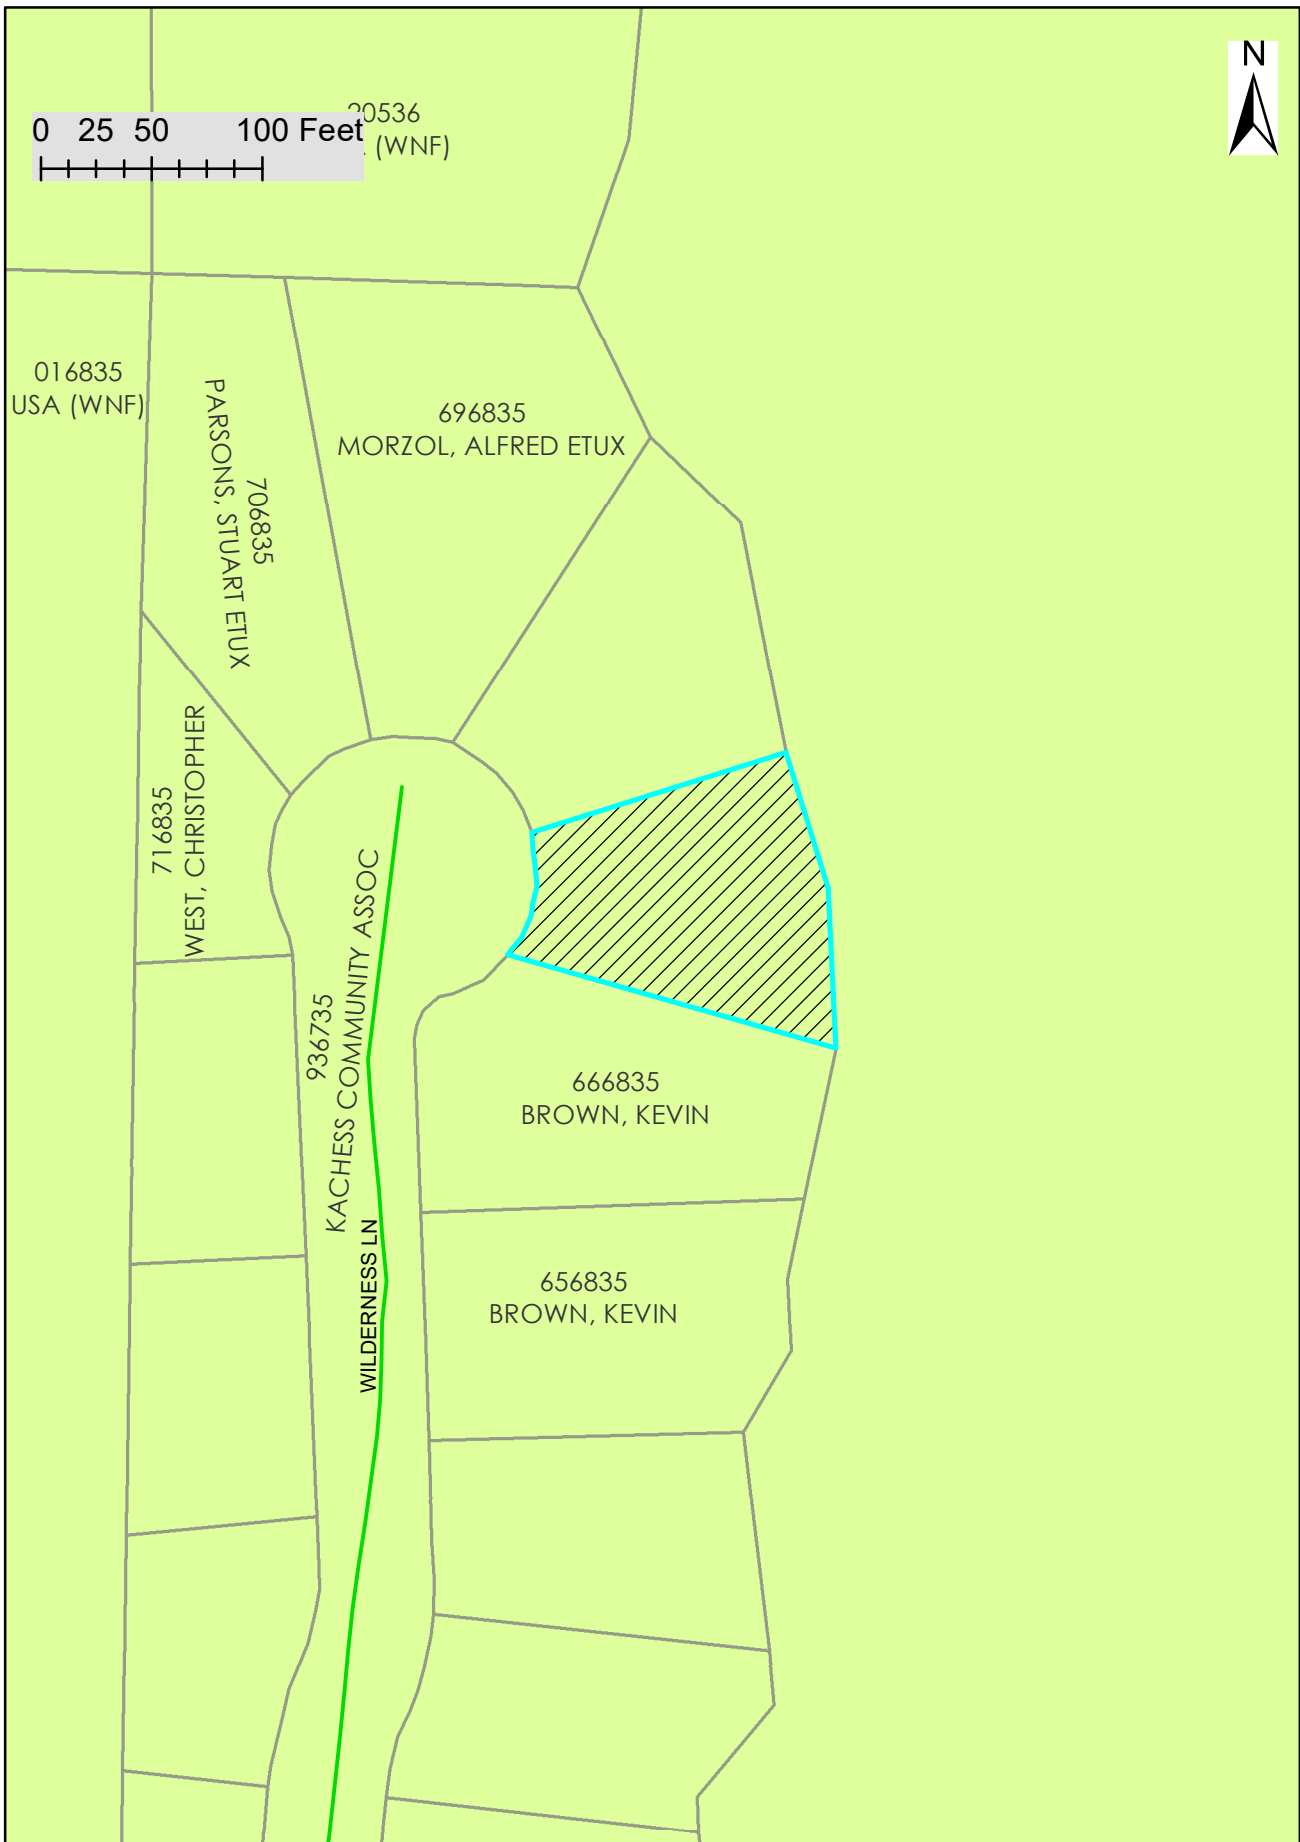 N
0 25 50 100 Feet
20536
(WNF)
016835
USA (WNF)
706835
PARSONS, STUART ETUX
696835
MORZOL, ALFRED ETUX
716835
WEST, CHRISTOPHER
936735
KACHESS COMMUNITY ASSOC
WILDERNESS LN
666835
BROWN, KEVIN
656835
BROWN, KEVIN